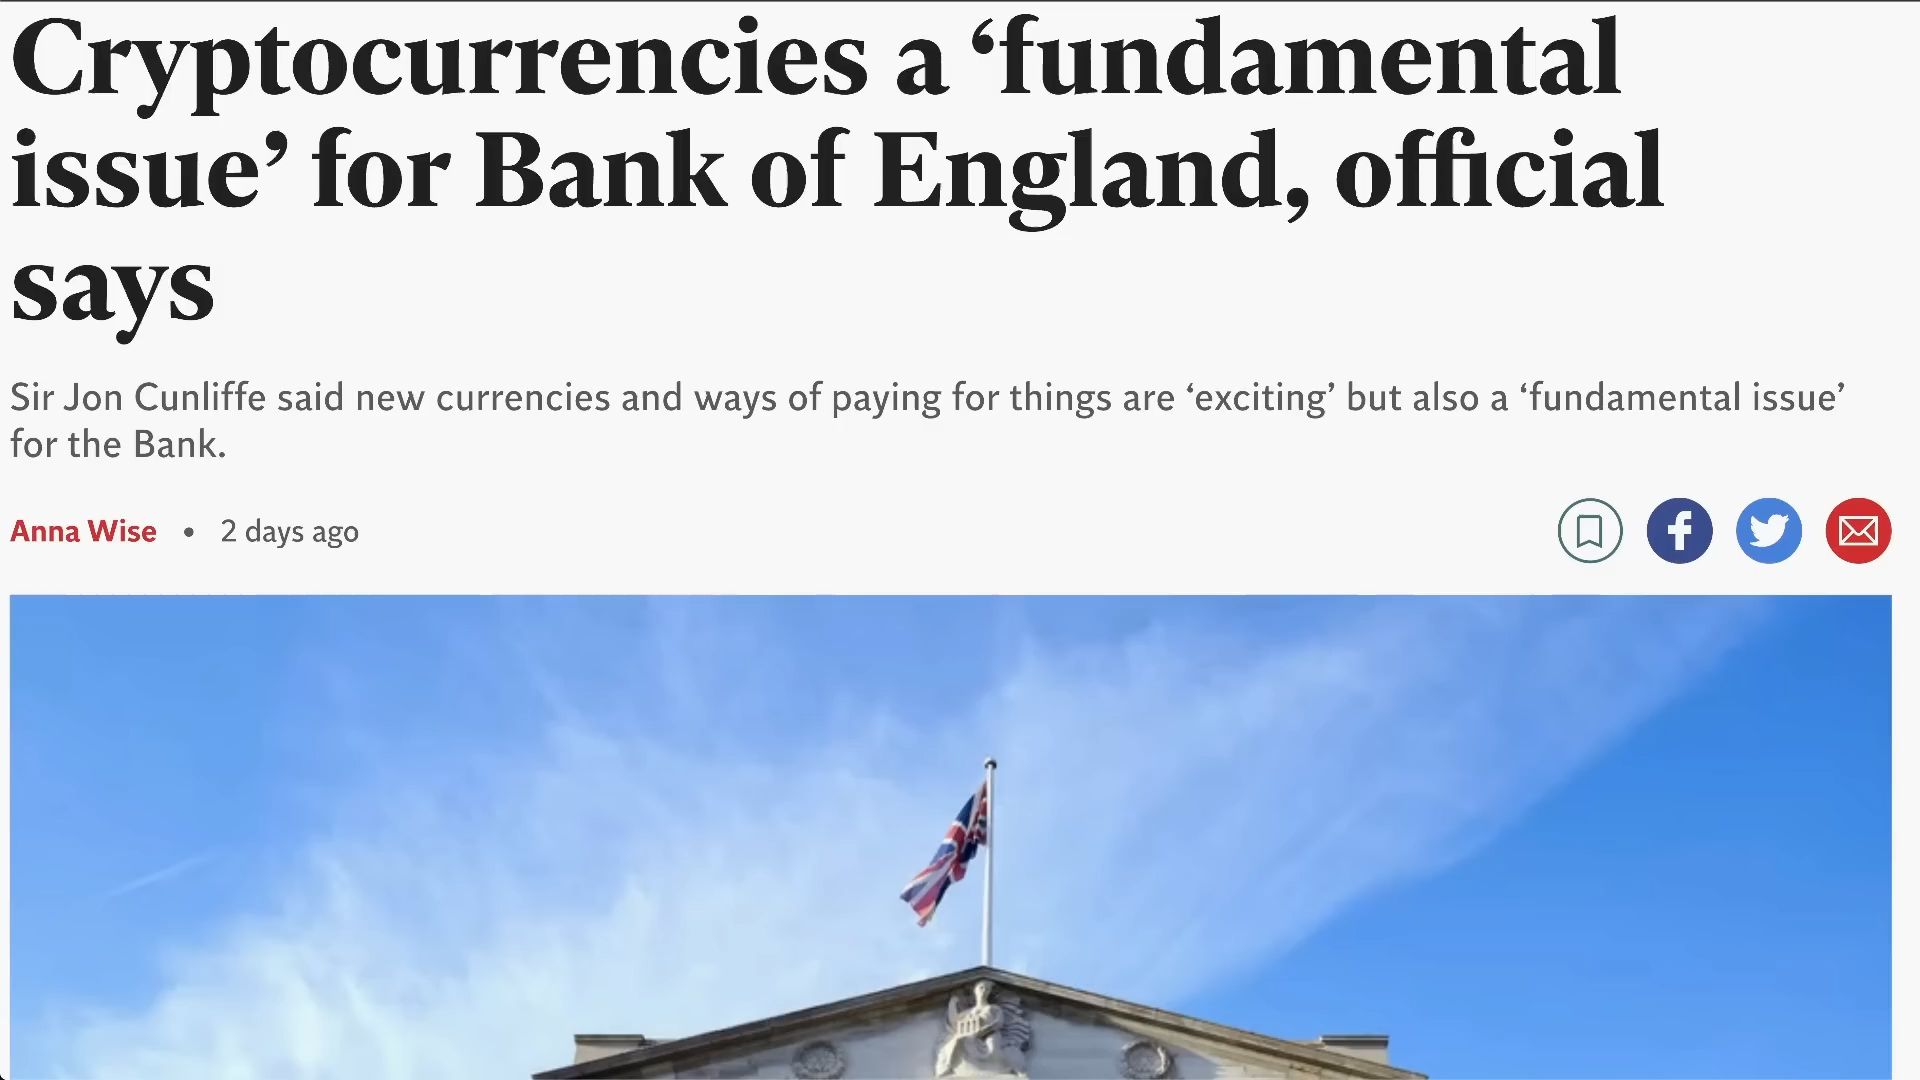 Cryptocurrencies a ‘fundamental
issue’ for Bank of England, official
says
Sir Jon Cunliffe said new currencies and ways of paying for things are ‘exciting’ but also a ‘fundamental issue’
for the Bank.
Anna Wise • 2 days ago